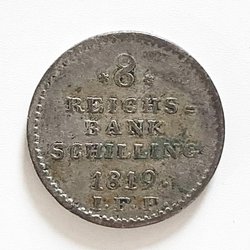 *8*
REICHS=
BANK
SCHILLING
1819.
I.F.F.